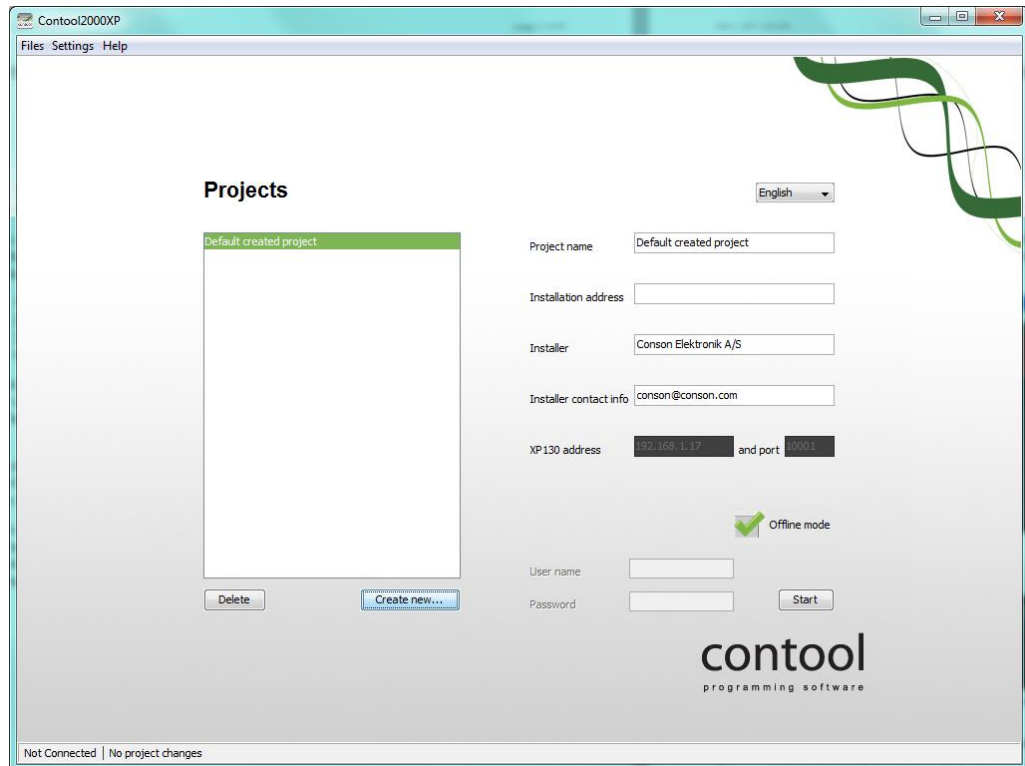 Contool2000XP
Files Settings Help
Projects
English
Default created project
Project name Default created project
Installation address
Installer Conson Elektronik A/S
Installer contact info conson@conson.com
XP130 address 192.168.1.17 and port 10001
Offline mode
User name
Delete Create new... Password Start
contool
programming software
Not Connected No project changes